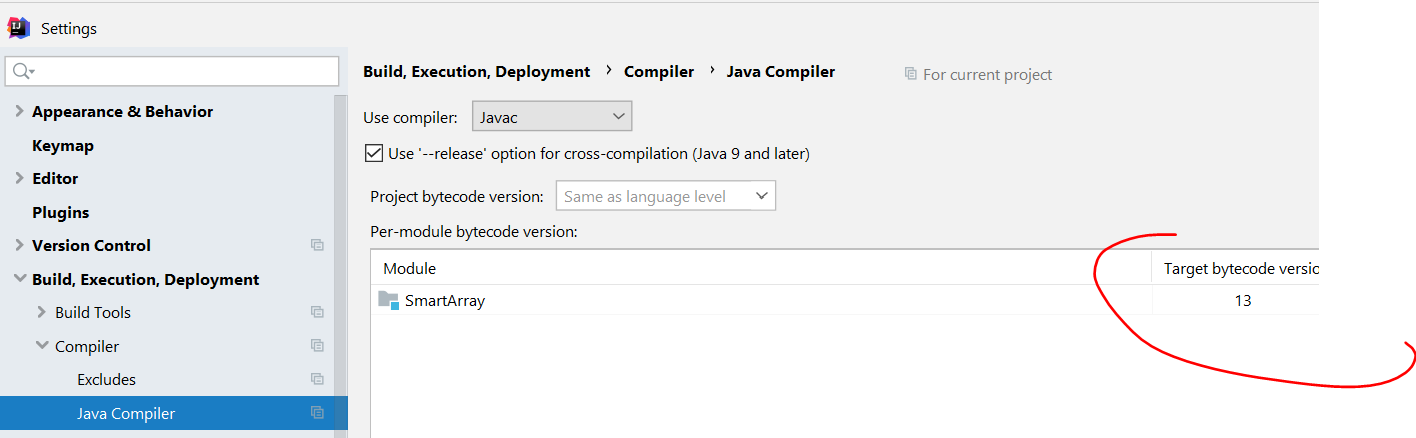 Settings
Build, Execution, Deployment › Compiler › Java Compiler
For current project
Use compiler: Javac
Use '--release' option for cross-compilation (Java 9 and later)
Project bytecode version: Same as language level
Per-module bytecode version:
Module Target bytecode versio
SmartArray 13
Appearance & Behavior
Keymap
Editor
Plugins
Version Control
Build, Execution, Deployment
Build Tools
Compiler
Excludes
Java Compiler